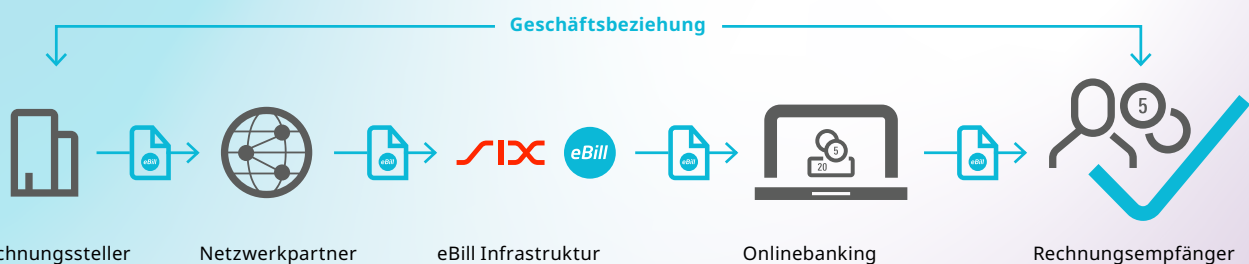 Geschäftsbeziehung
5
eBill
eBill
SIX
eBill
eBill
5
20
eBill
chnungssteller
Netzwerkpartner
eBill Infrastruktur
Onlinebanking
Rechnungsempfänger